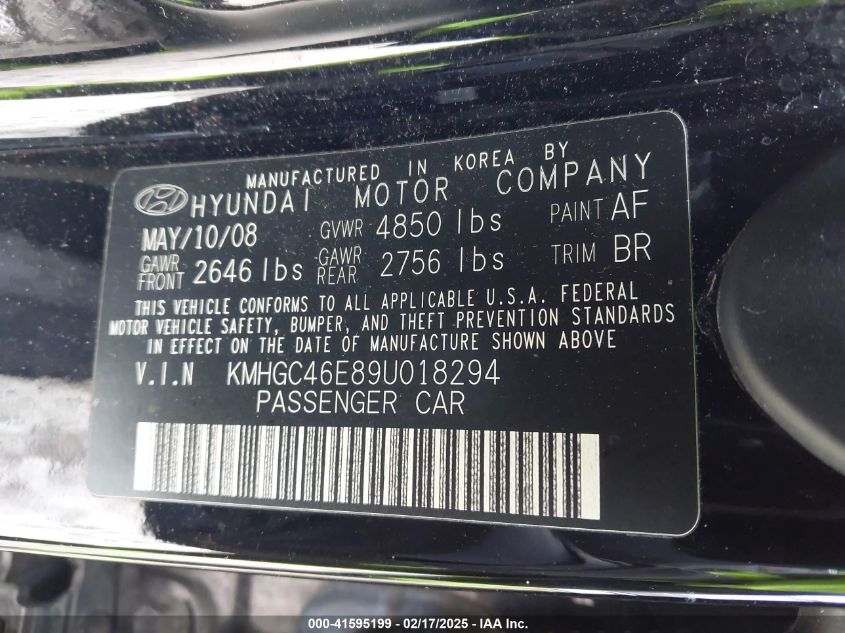 MANUFACTURED IN KOREA BY
HYUNDAI MOTOR COMPANY
MAY/10/08 GVWR 4850 lbs PAINT AF
GAWR FRONT 2646 lbs GAWR REAR 2756 lbs TRIM BR
THIS VEHICLE CONFORMS TO ALL APPLICABLE U.S.A. FEDERAL
MOTOR VEHICLE SAFETY, BUMPER, AND THEFT PREVENTION STANDARDS
IN EFFECT ON THE DATE OF MANUFACTURE SHOWN ABOVE
V.I.N KMHGC46E89U018294
PASSENGER CAR
000-41595199 - 02/17/2025 - IAAI, Inc.